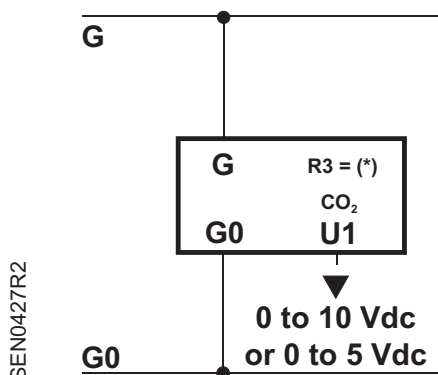 G
G R3 = (*)
CO₂
G0 U1
0 to 10 Vdc
G0 or 0 to 5 Vdc
SEN0427R2